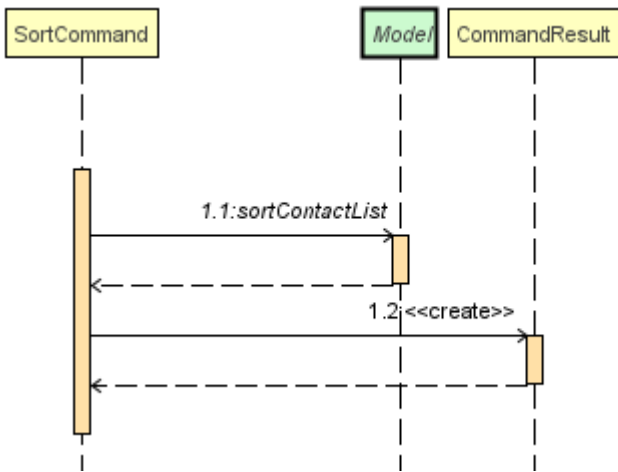 SortCommand
Model
CommandResult
1.1:sortContactList
1.2 <<create>>